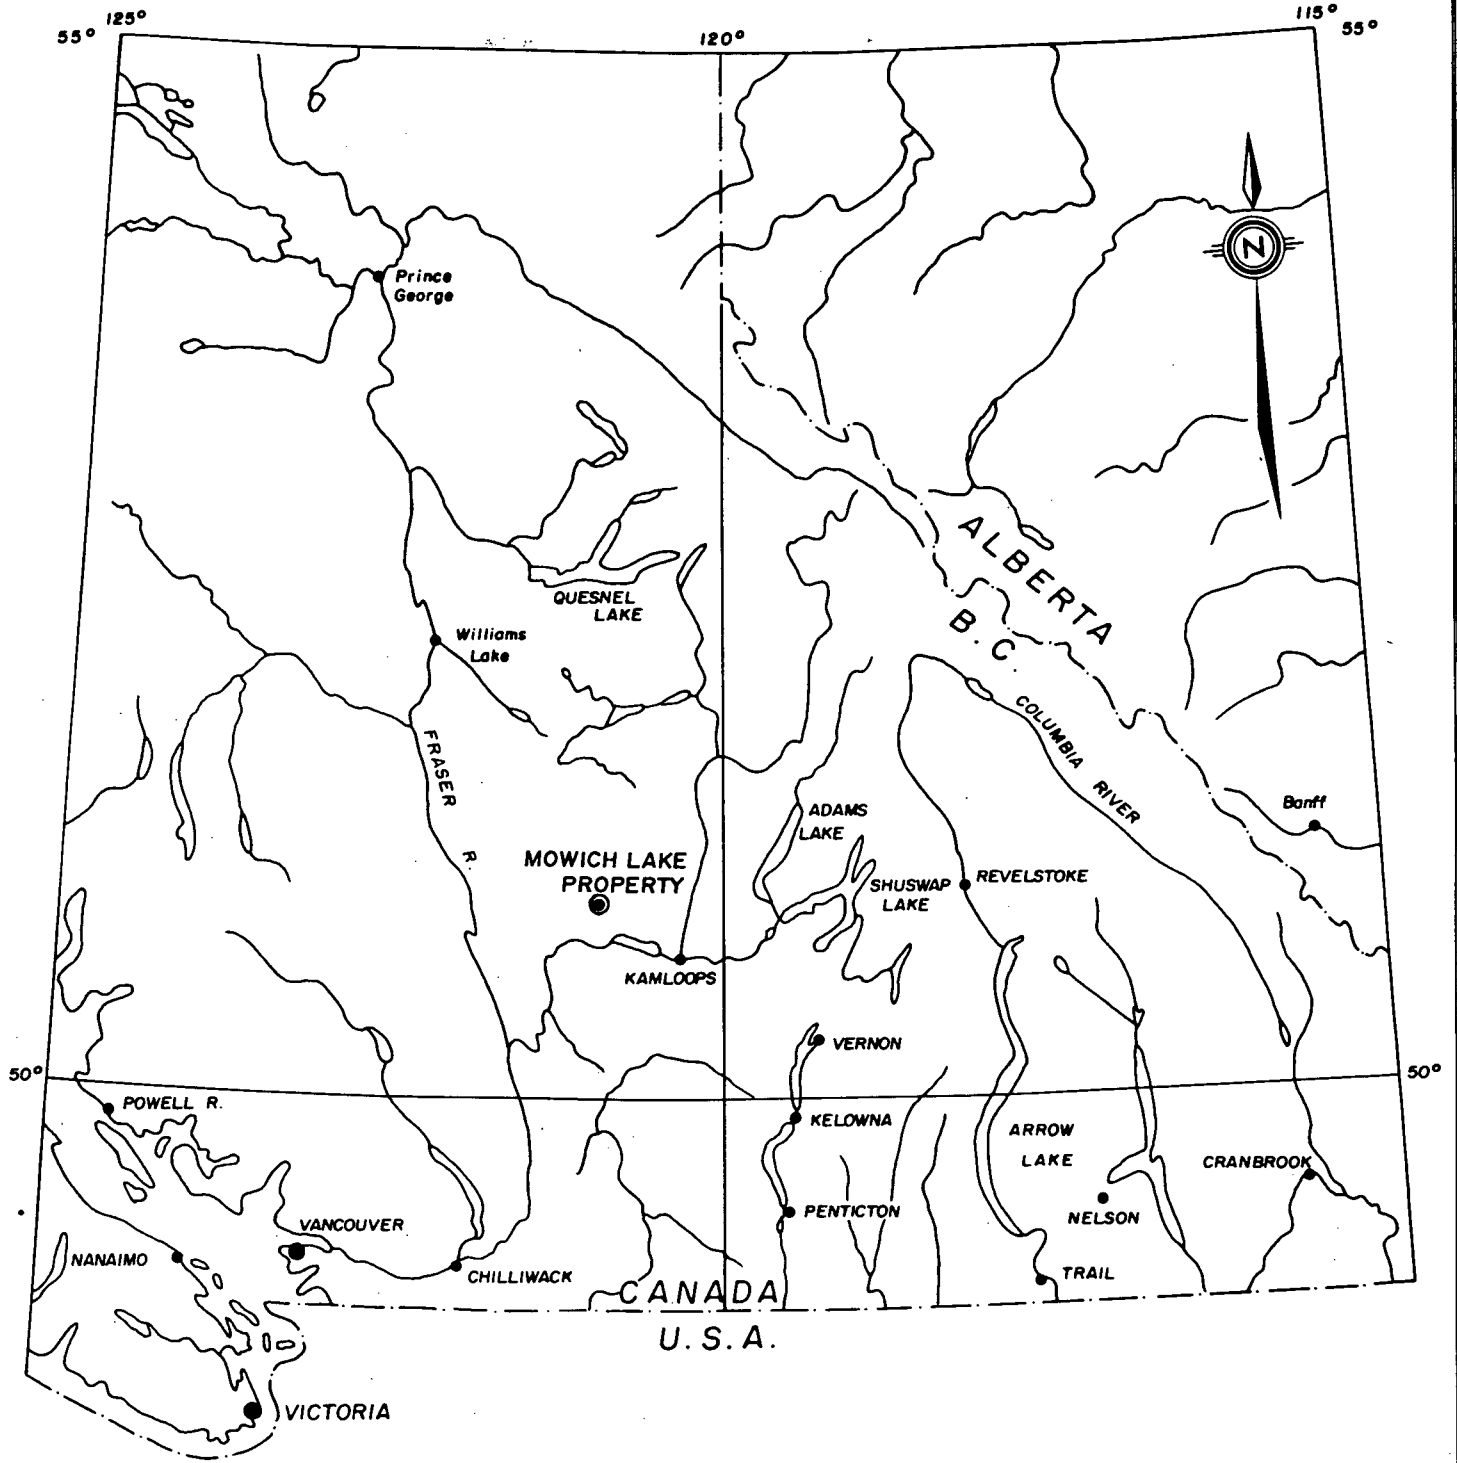 125°
115°
55°
120°
55°
N
Prince
George
ALBERTA
B.C.
QUESNEL
LAKE
Williams
Lake
COLUMBIA RIVER
FRASER R.
Banff
ADAMS
LAKE
MOWICH LAKE
PROPERTY
SHUSWAP
LAKE
REVELSTOKE
KAMLOOPS
VERNON
50°
50°
POWELL R.
KELOWNA
ARROW
LAKE
CRANBROOK
PENTICTON
NELSON
VANCOUVER
NANAIMO
CHILLIWACK
TRAIL
CANADA
U.S.A.
VICTORIA